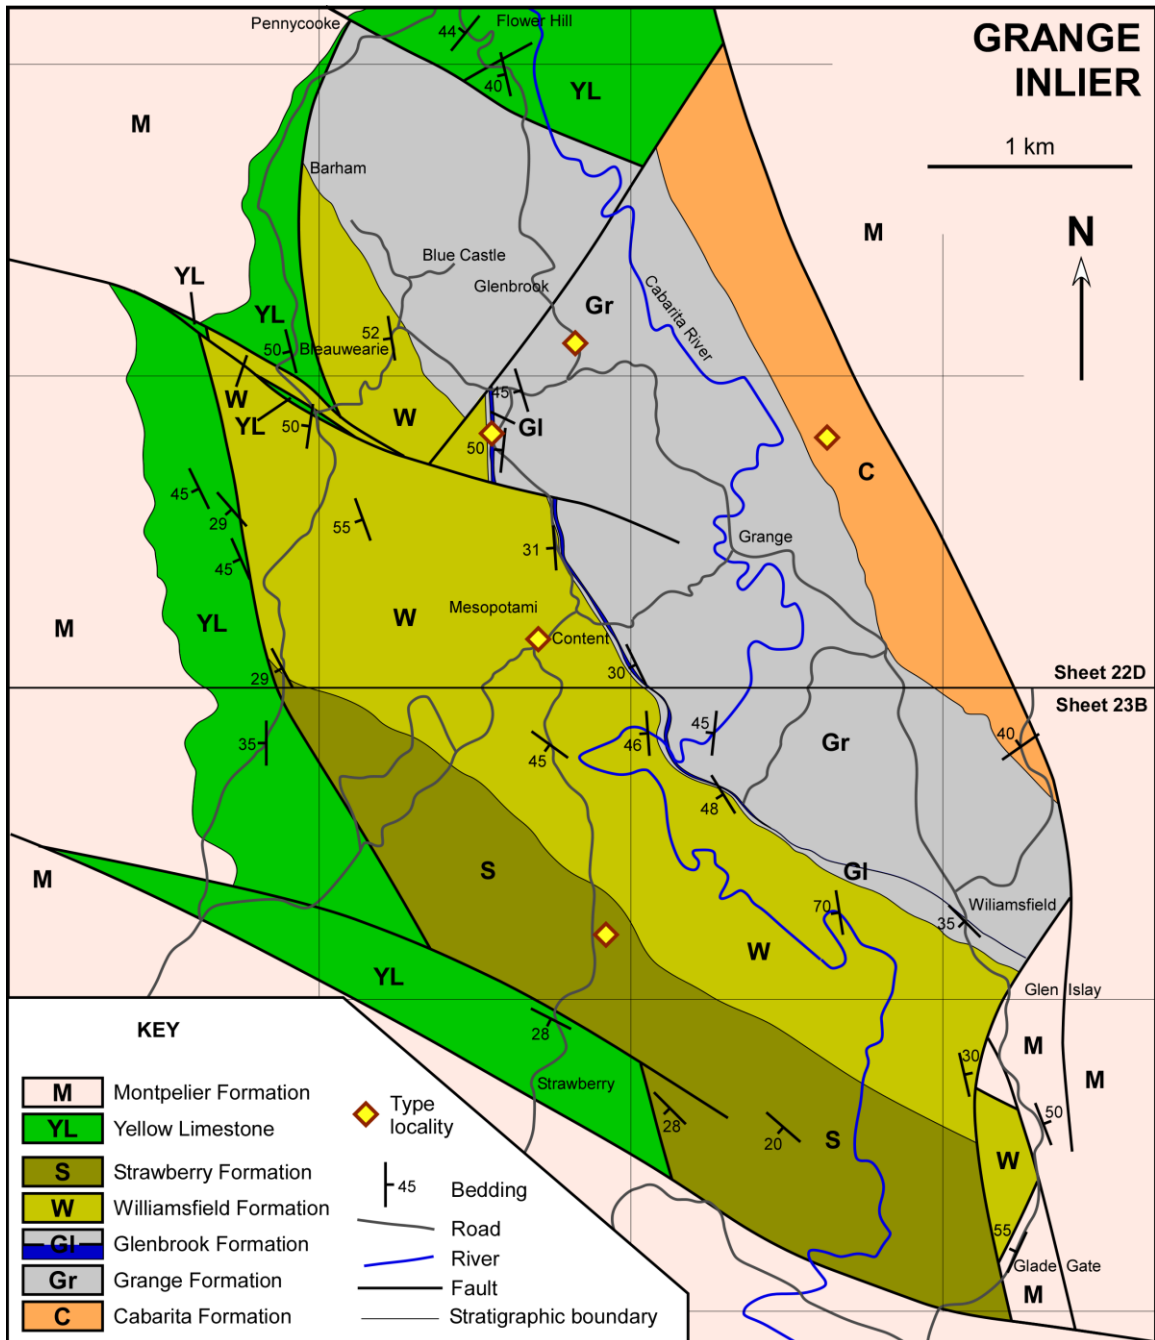 GRANGE
INLIER
1 km
N
Pennycooke
Flower Hill
44
40
YL
M
Barham
M
Blue Castle
Glenbrook
Cabarita River
Gr
YL
YL
52
50
Bleauwearie
W
YL
50
W
45
Gl
50
C
45
29
55
45
31
Grange
Mesopotami
Content
W
M
YL
29
30
Sheet 22D
Sheet 23B
35
45
46
45
Gr
40
48
M
S
Gl
70
Wiliamsfield
35
W
YL
Glen Islay
28
Strawberry
30
M
M
50
28
20
S
W
55
Glade Gate
M
KEY
M Montpelier Formation
YL Yellow Limestone
S Strawberry Formation
W Williamsfield Formation
Gl Glenbrook Formation
Gr Grange Formation
C Cabarita Formation
Type
locality
45 Bedding
Road
River
Fault
Stratigraphic boundary